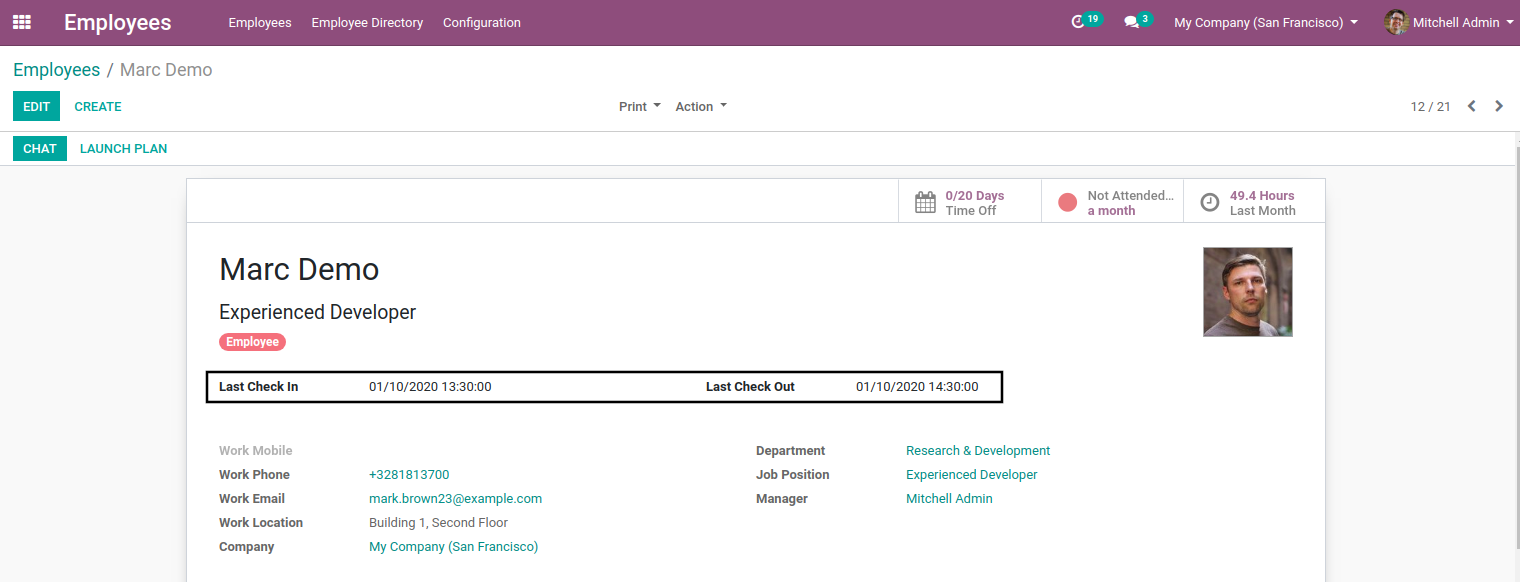 Employees Employees Employee Directory Configuration 19 3 My Company (San Francisco) Mitchell Admin
Employees / Marc Demo
EDIT CREATE Print Action 12 / 21
CHAT LAUNCH PLAN
0/20 Days Not Attended... 49.4 Hours
Time Off a month Last Month
Marc Demo
Experienced Developer
Employee
Last Check In 01/10/2020 13:30:00 Last Check Out 01/10/2020 14:30:00
Work Mobile Department Research & Development
Work Phone +3281813700 Job Position Experienced Developer
Work Email mark.brown23@example.com Manager Mitchell Admin
Work Location Building 1, Second Floor
Company My Company (San Francisco)